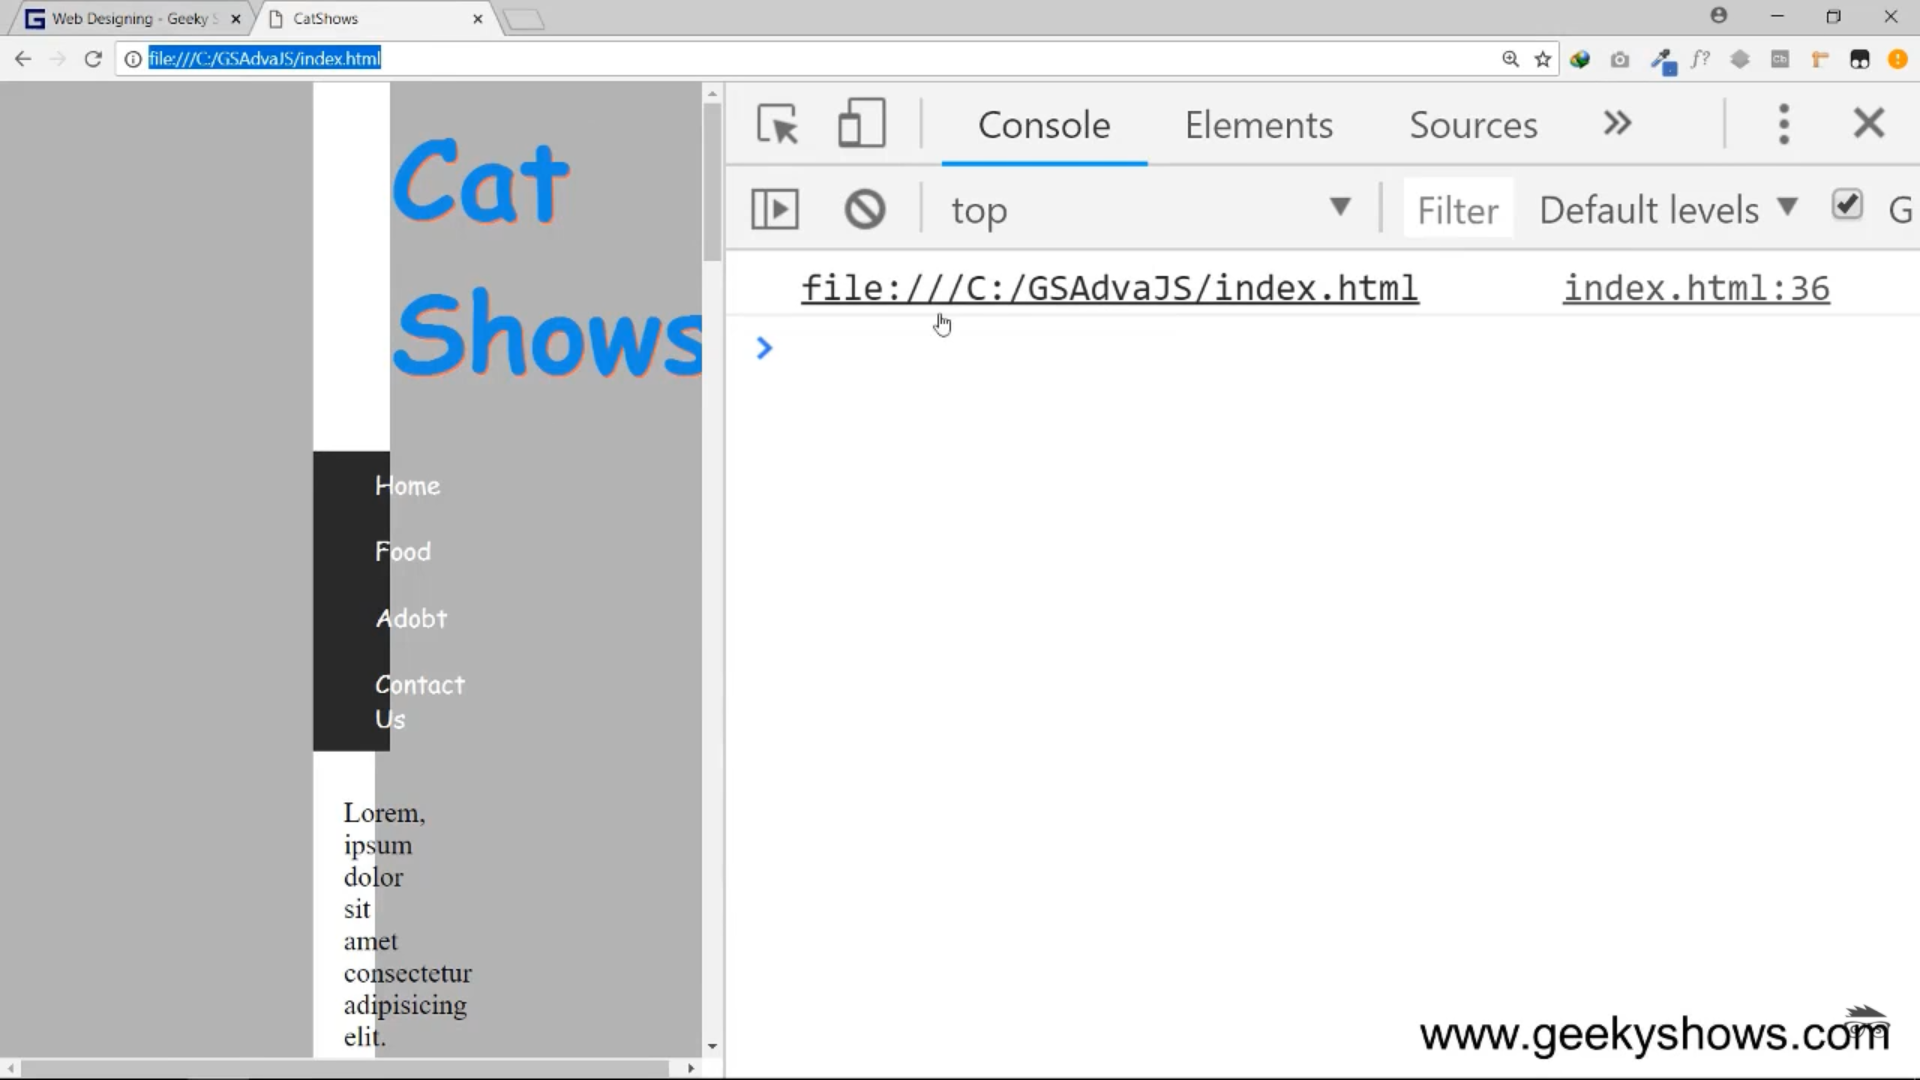 Web Designing - Geeky S
CatShows
file:///C:/GSAdvaJS/index.html
f?
Cb
Cat
Shows
Home
Food
Adobt
Contact
Us
Lorem,
ipsum
dolor
sit
amet
consectetur
adipisicing
elit.
Console
Elements
Sources
top
Filter
Default levels
G
file:///C:/GSAdvaJS/index.html
index.html:36
www.geekyshows.com